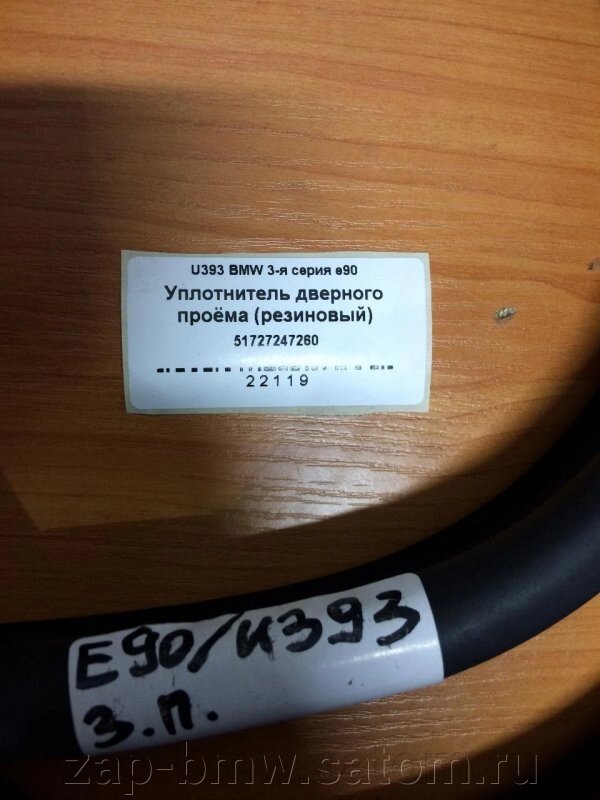 U393 BMW 3-я серия е90
Уплотнитель дверного
проёма (резиновый)
51727247260
22119
E90/U393
З.П.
zap-bmw.satom.ru